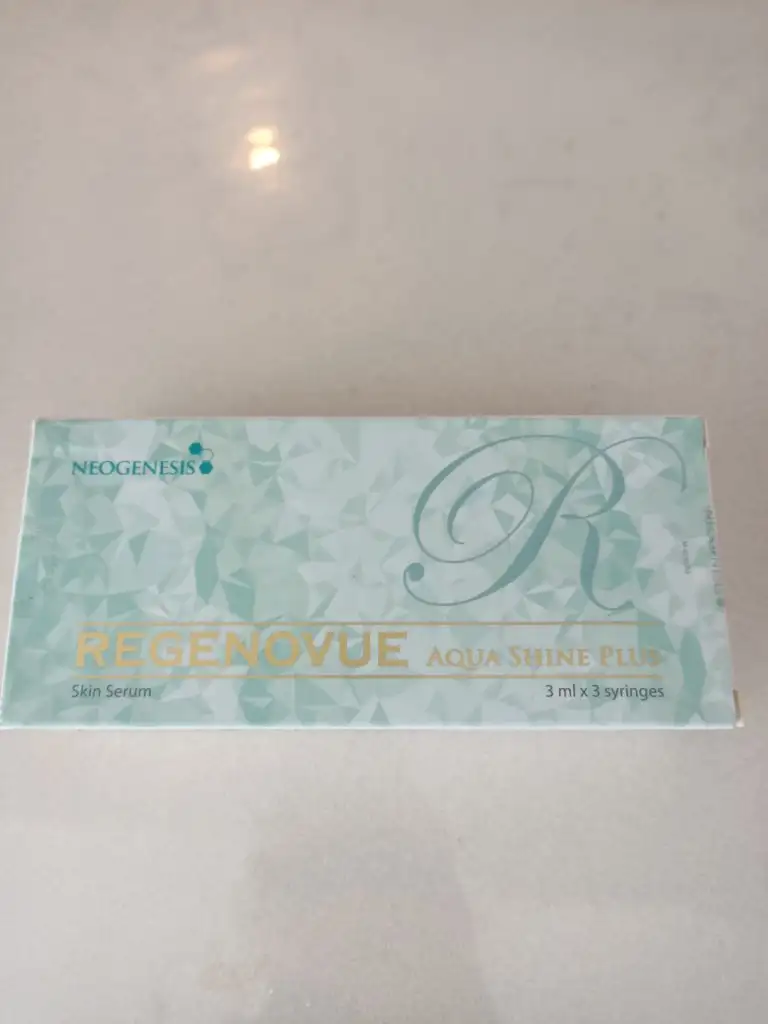 NEOGENESIS
R
REGENOVUE AQUA SHINE PLUS
Skin Serum
3 ml x 3 syringes